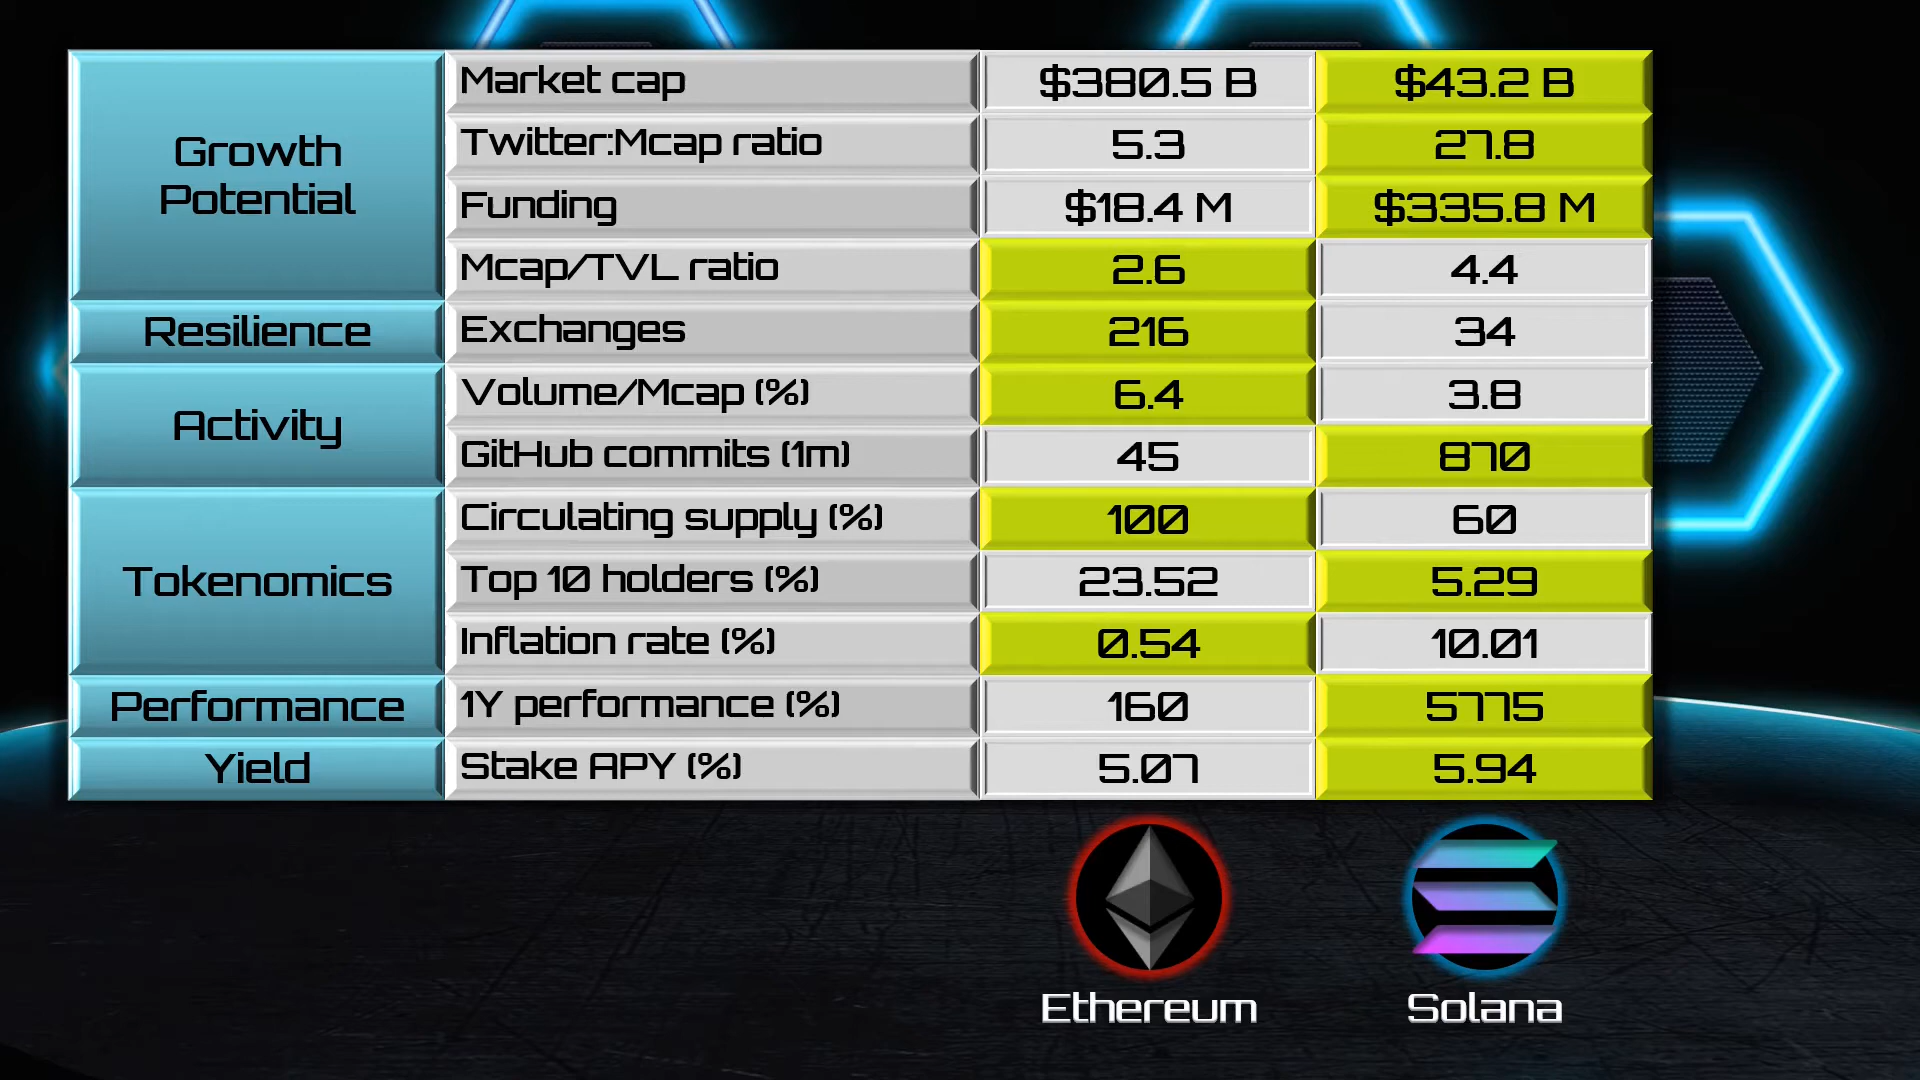 Growth
Potential
Market cap
$380.5 B
$43.2 B
Twitter:Mcap ratio
5.3
27.8
Funding
$18.4 M
$335.8 M
Mcap/TVL ratio
2.6
4.4
Resilience
Exchanges
216
34
Activity
Volume/Mcap (%)
6.4
3.8
GitHub commits (1m)
45
870
Tokenomics
Circulating supply (%)
100
60
Top 10 holders (%)
23.52
5.29
Inflation rate (%)
0.54
10.01
Performance
1Y performance (%)
160
5775
Yield
Stake APY (%)
5.07
5.94
Ethereum
Solana